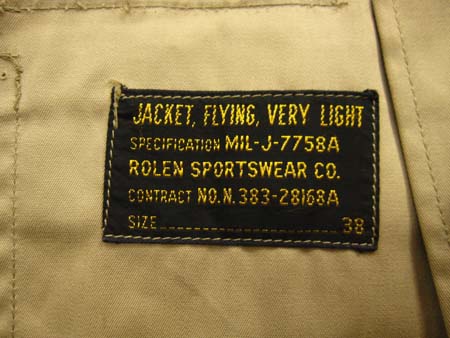 JACKET, FLYING, VERY LIGHT
SPECIFICATION MIL-J-7758A
ROLEN SPORTSWEAR CO.
CONTRACT NO.N.383-28168A
SIZE.......................... 38